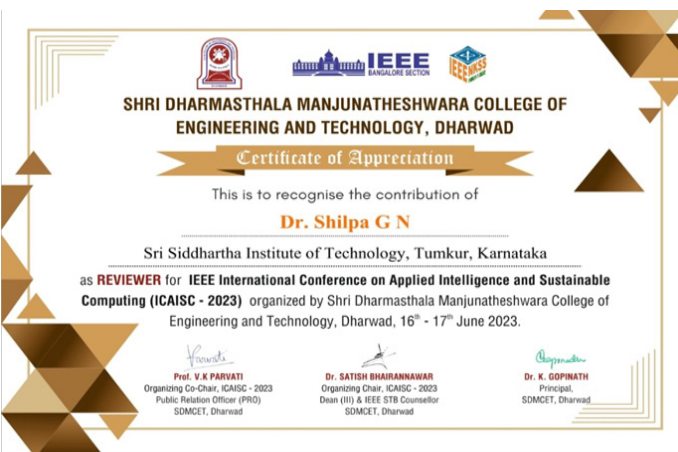 IEEE
BANGALORE SECTION
IEEE NKSS
SHRI DHARMASTHALA MANJUNATHESHWARA COLLEGE OF
ENGINEERING AND TECHNOLOGY, DHARWAD
Certificate of Appreciation
This is to recognise the contribution of
Dr. Shilpa G N
Sri Siddhartha Institute of Technology, Tumkur, Karnataka
as REVIEWER for IEEE International Conference on Applied Intelligence and Sustainable
Computing (ICAISC - 2023) organized by Shri Dharmasthala Manjunatheshwara College of
Engineering and Technology, Dharwad, 16th - 17th June 2023.
Prof. V.K PARVATI
Organizing Co-Chair, ICAISC - 2023
Public Relation Officer (PRO)
SDMCET, Dharwad
Dr. SATISH BHAIRANNAWAR
Organizing Chair, ICAISC - 2023
Dean (III) & IEEE STB Counsellor
SDMCET, Dharwad
Dr. K. GOPINATH
Principal,
SDMCET, Dharwad